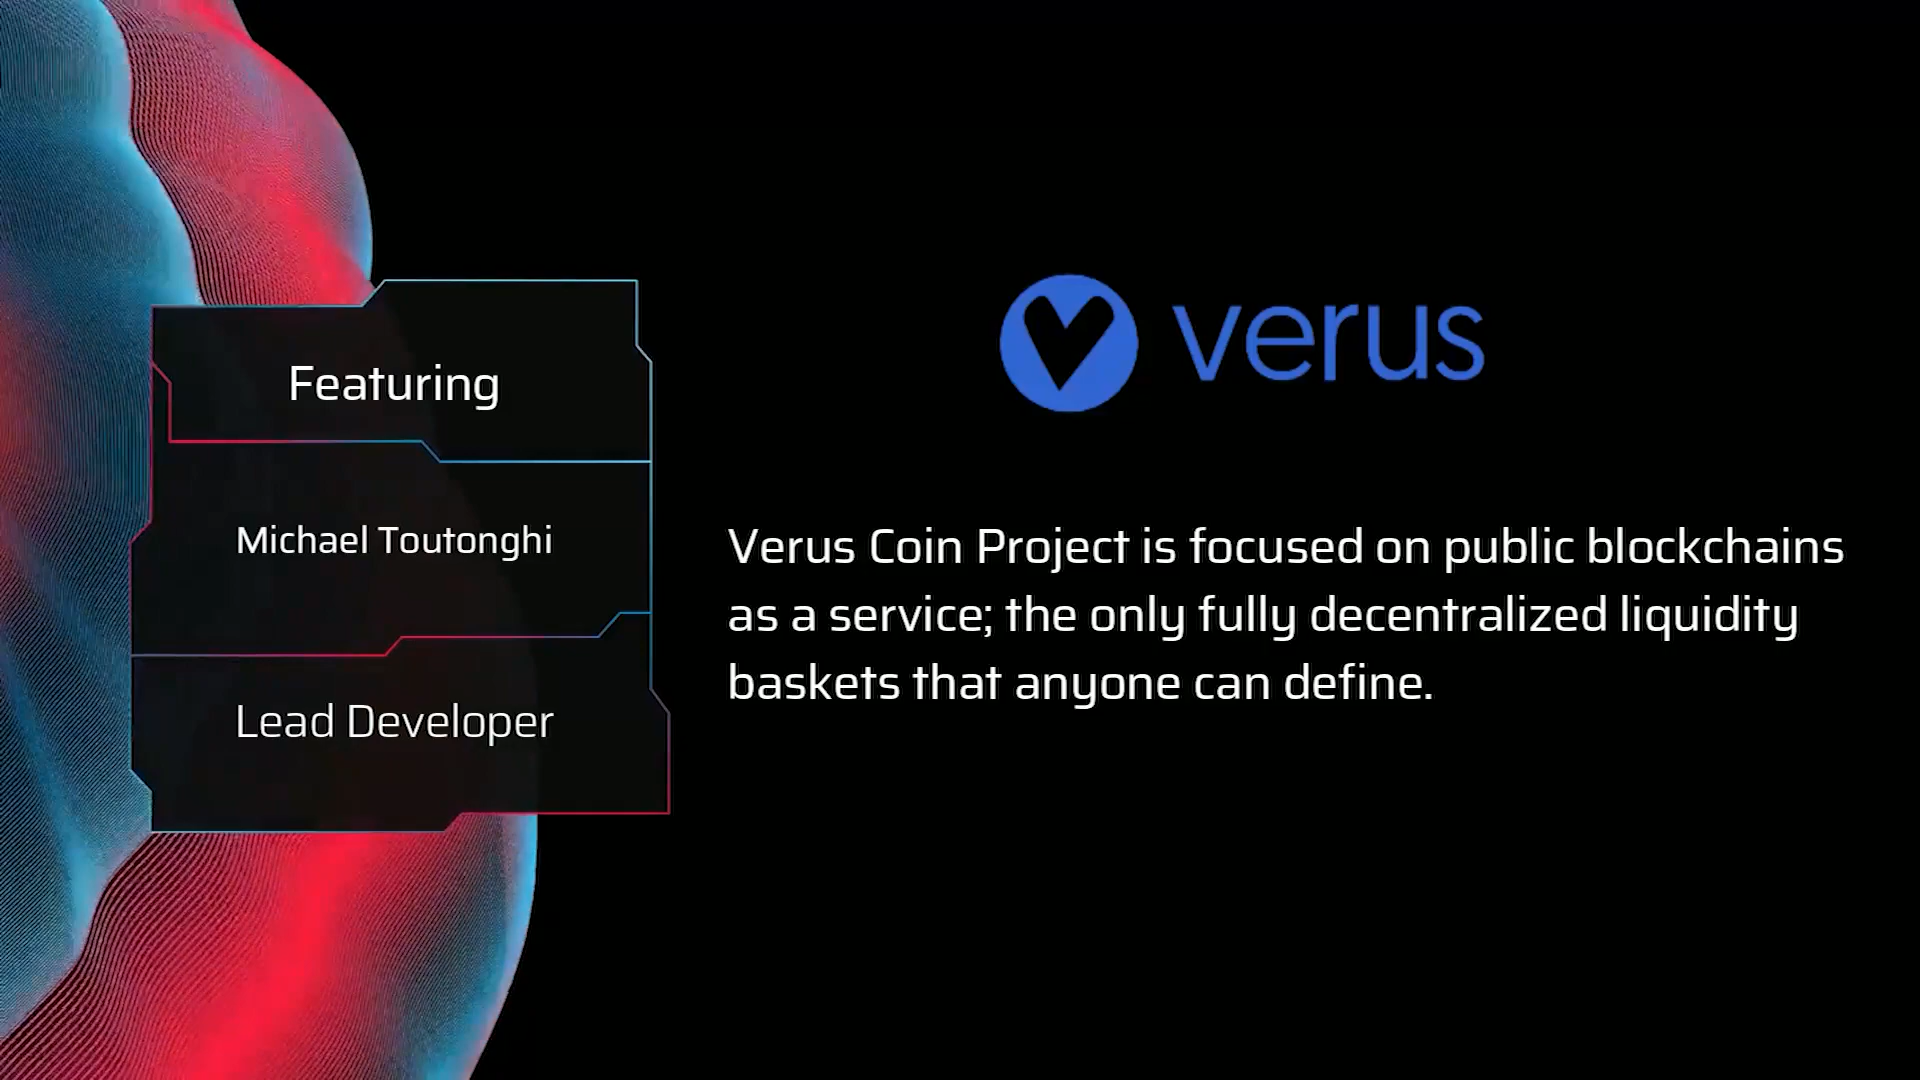 Featuring
Michael Toutonghi
Lead Developer
verus
Verus Coin Project is focused on public blockchains
as a service; the only fully decentralized liquidity
baskets that anyone can define.